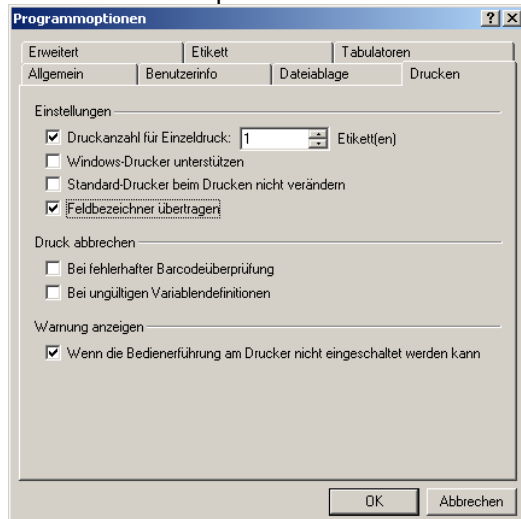 Programmoptionen
Erweitert Etikett Tabulatoren
Allgemein Benutzerinfo Dateiablage Drucken
Einstellungen
Druckanzahl für Einzeldruck: 1 Etikett(en)
Windows-Drucker unterstützen
Standard-Drucker beim Drucken nicht verändern
Feldbezeichner übertragen
Druck abbrechen
Bei fehlerhafter Barcodeüberprüfung
Bei ungültigen Variablendefinitionen
Warnung anzeigen
Wenn die Bedienerführung am Drucker nicht eingeschaltet werden kann
OK Abbrechen